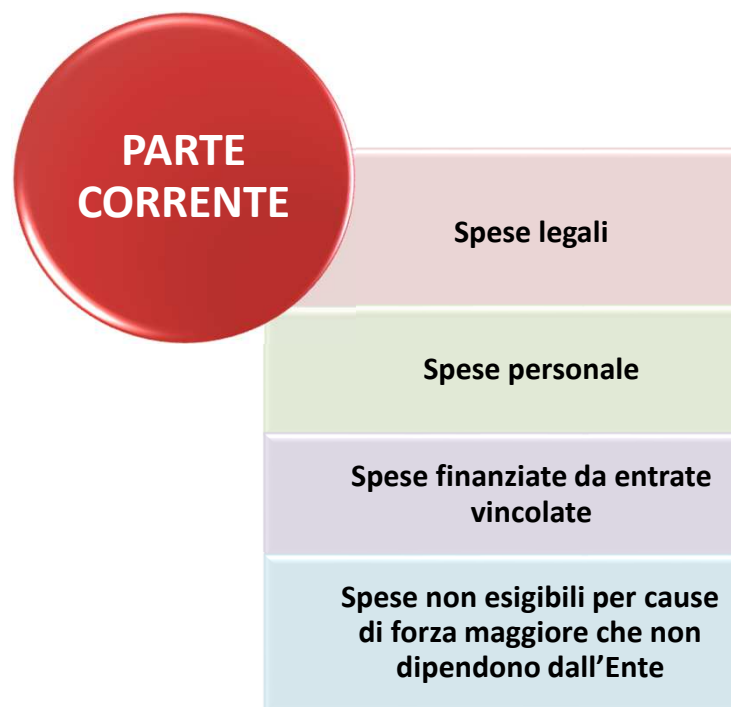 PARTE
CORRENTE
Spese legali
Spese personale
Spese finanziate da entrate
vincolate
Spese non esigibili per cause
di forza maggiore che non
dipendono dall’Ente